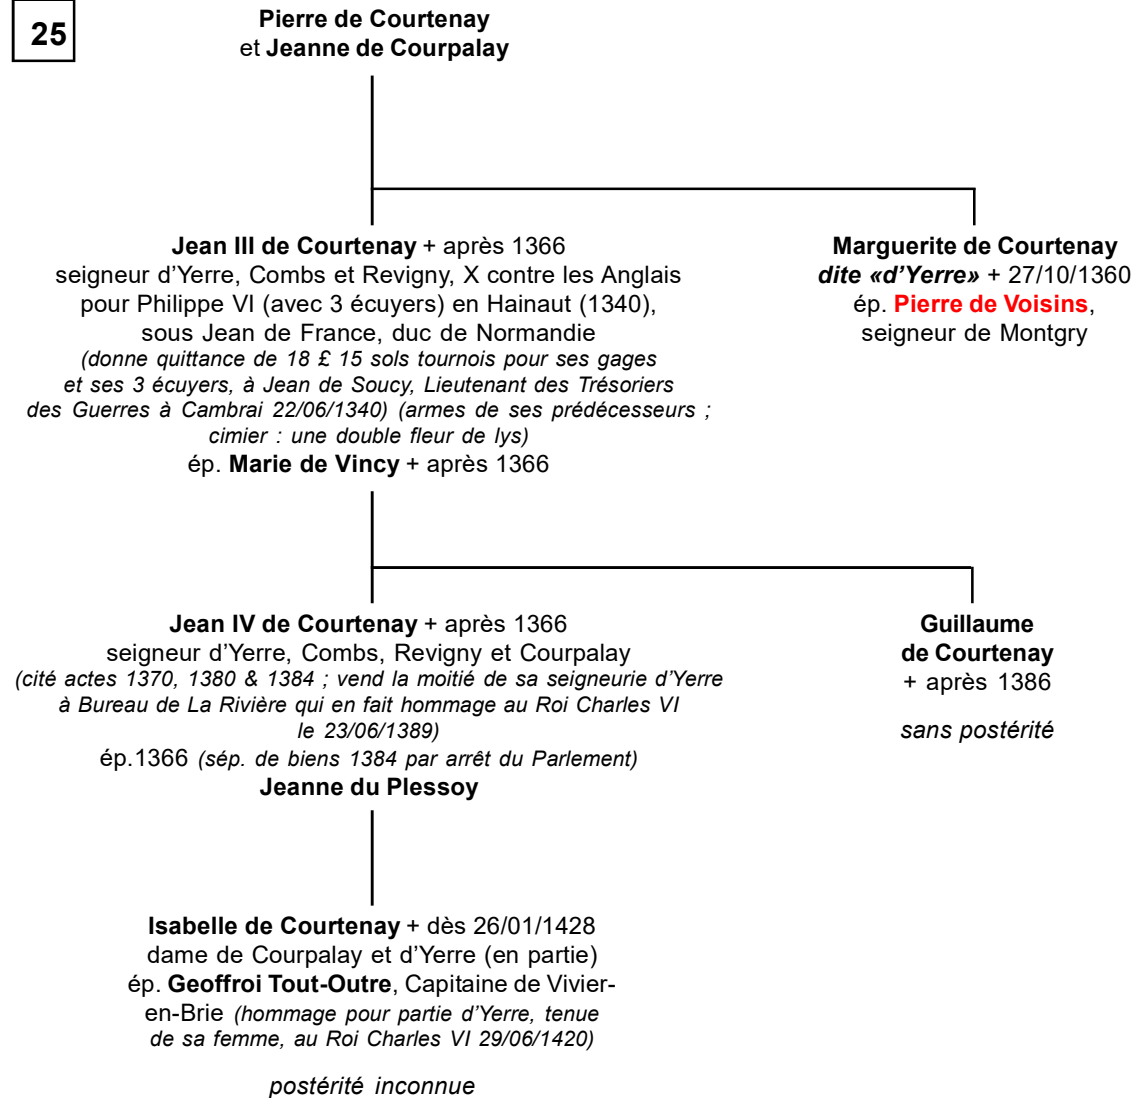 25
Pierre de Courtenay
et Jeanne de Courpalay
Jean III de Courtenay + après 1366
seigneur d'Yerre, Combs et Revigny, X contre les Anglais
pour Philippe VI (avec 3 écuyers) en Hainaut (1340),
sous Jean de France, duc de Normandie
(donne quittance de 18 £ 15 sols tournois pour ses gages
et ses 3 écuyers, à Jean de Soucy, Lieutenant des Trésoriers
des Guerres à Cambrai 22/06/1340) (armes de ses prédécesseurs ;
cimier : une double fleur de lys)
ép. Marie de Vincy + après 1366
Marguerite de Courtenay
dite «d'Yerre» + 27/10/1360
ép. Pierre de Voisins,
seigneur de Montgry
Jean IV de Courtenay + après 1366
seigneur d'Yerre, Combs, Revigny et Courpalay
(cité actes 1370, 1380 & 1384 ; vend la moitié de sa seigneurie d'Yerre
à Bureau de La Rivière qui en fait hommage au Roi Charles VI
le 23/06/1389)
ép.1366 (sép. de biens 1384 par arrêt du Parlement)
Jeanne du Plessoy
Guillaume
de Courtenay
+ après 1386
sans postérité
Isabelle de Courtenay + dès 26/01/1428
dame de Courpalay et d'Yerre (en partie)
ép. Geoffroi Tout-Outre, Capitaine de Vivier-
en-Brie (hommage pour partie d'Yerre, tenue
de sa femme, au Roi Charles VI 29/06/1420)
postérité inconnue